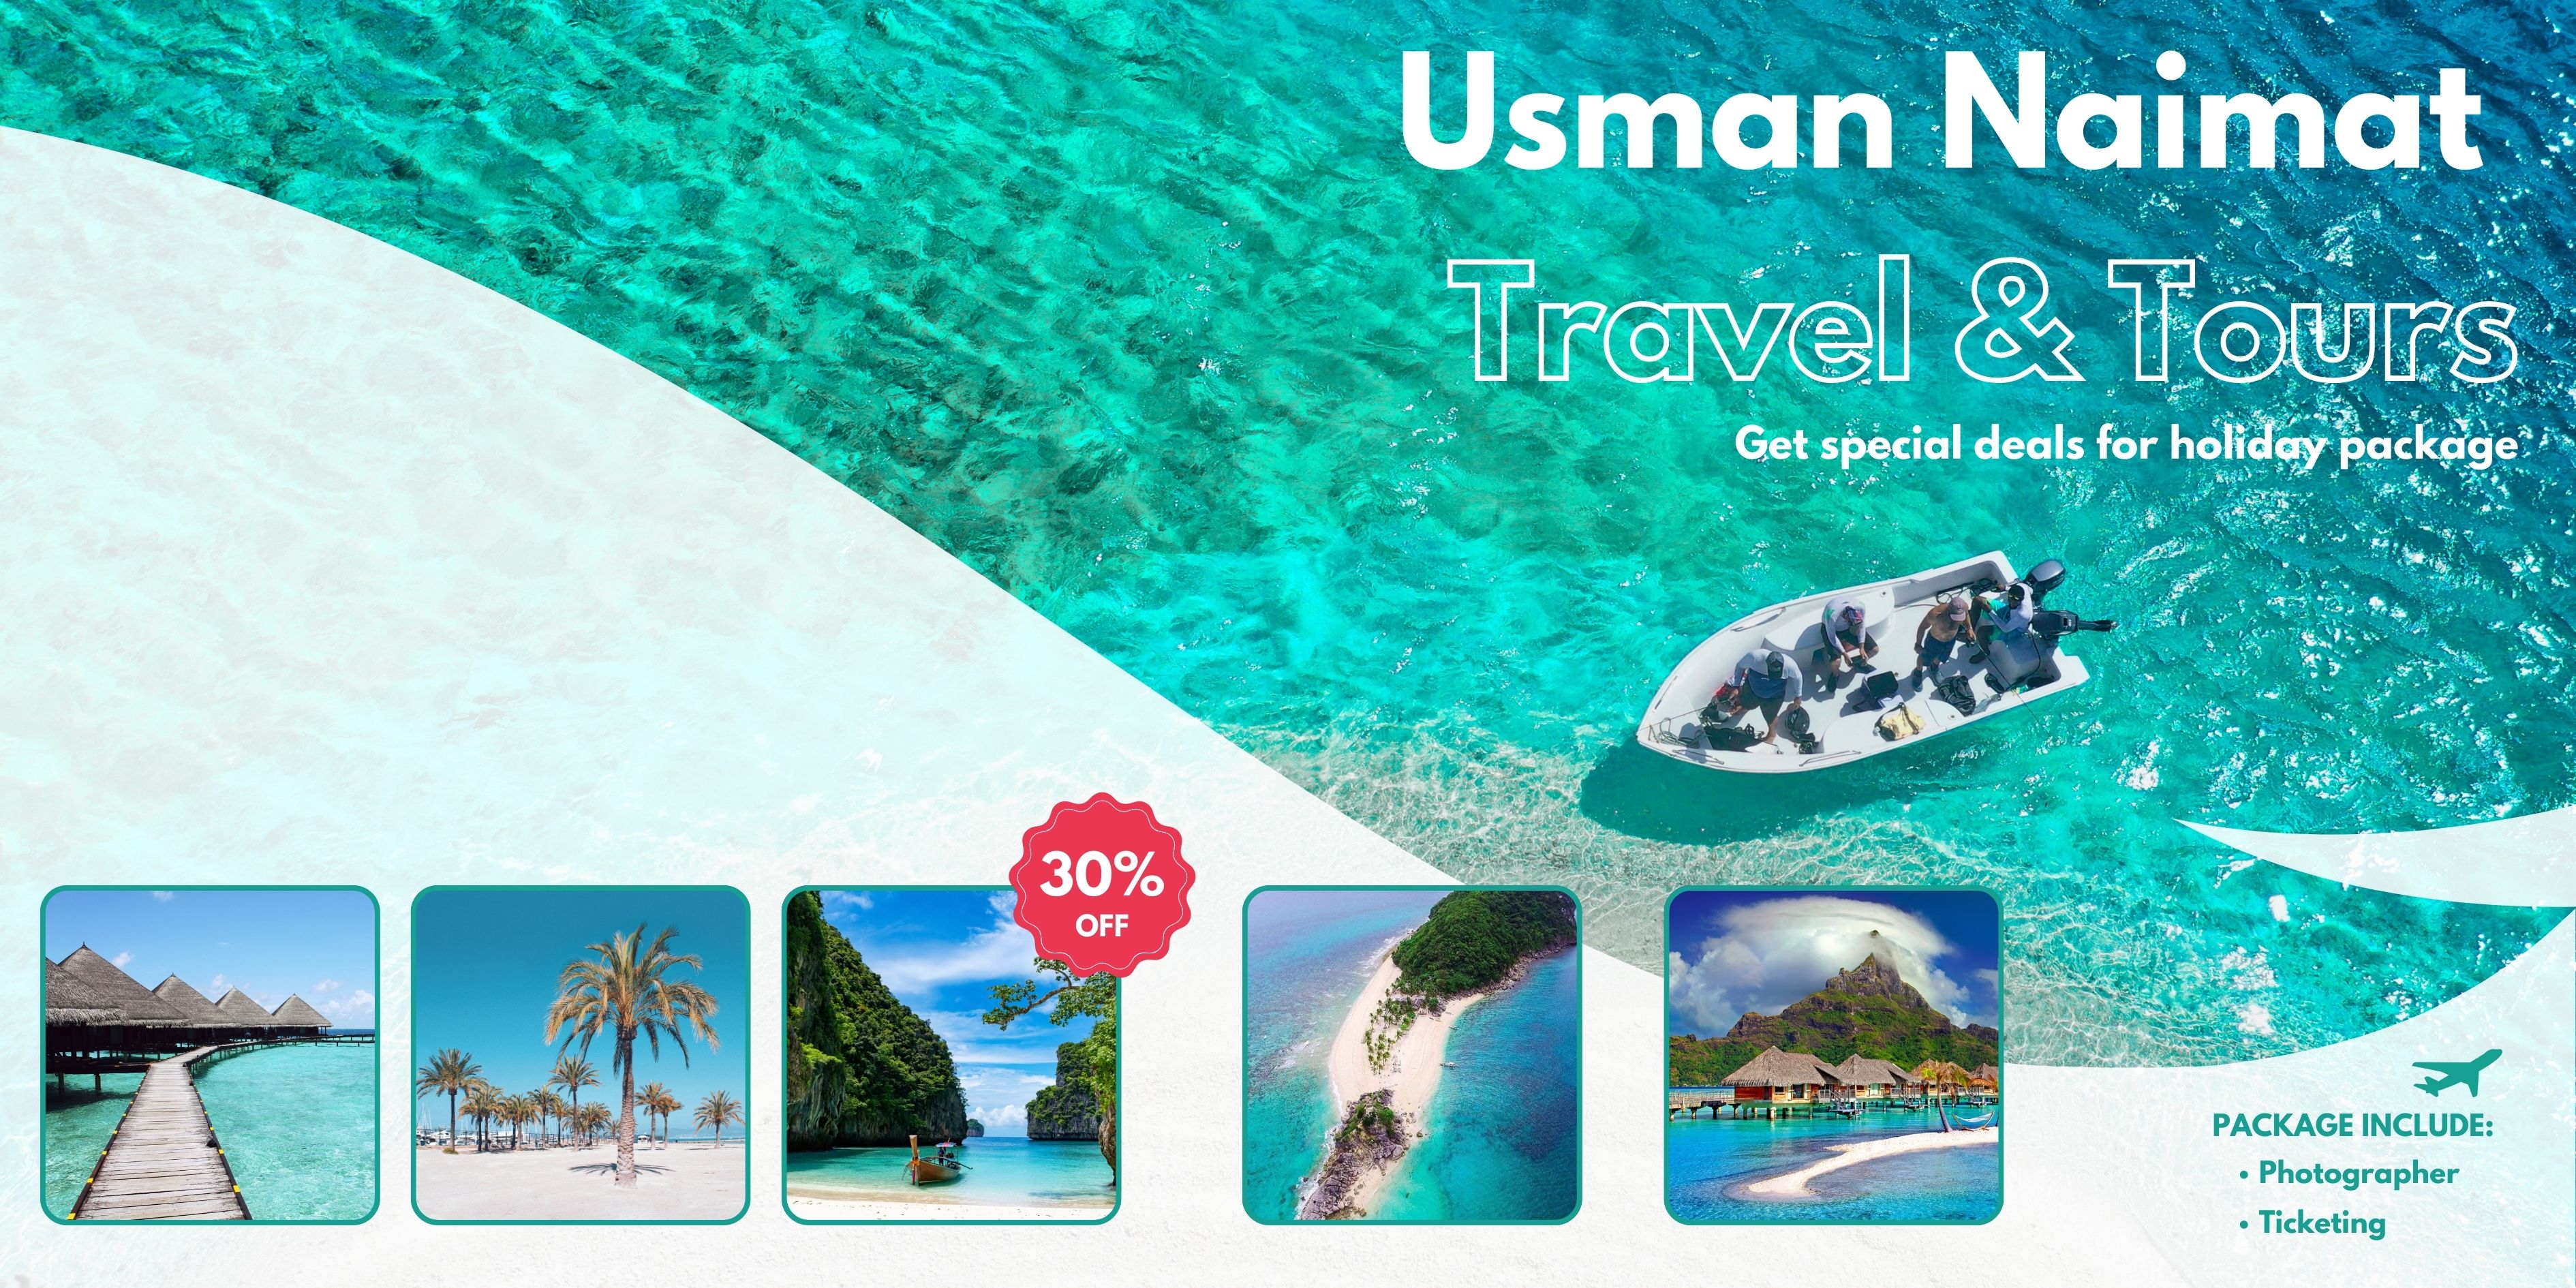 Usman Naimat
Travel & Tours
Get special deals for holiday package
30%
OFF
PACKAGE INCLUDE:
• Photographer
• Ticketing